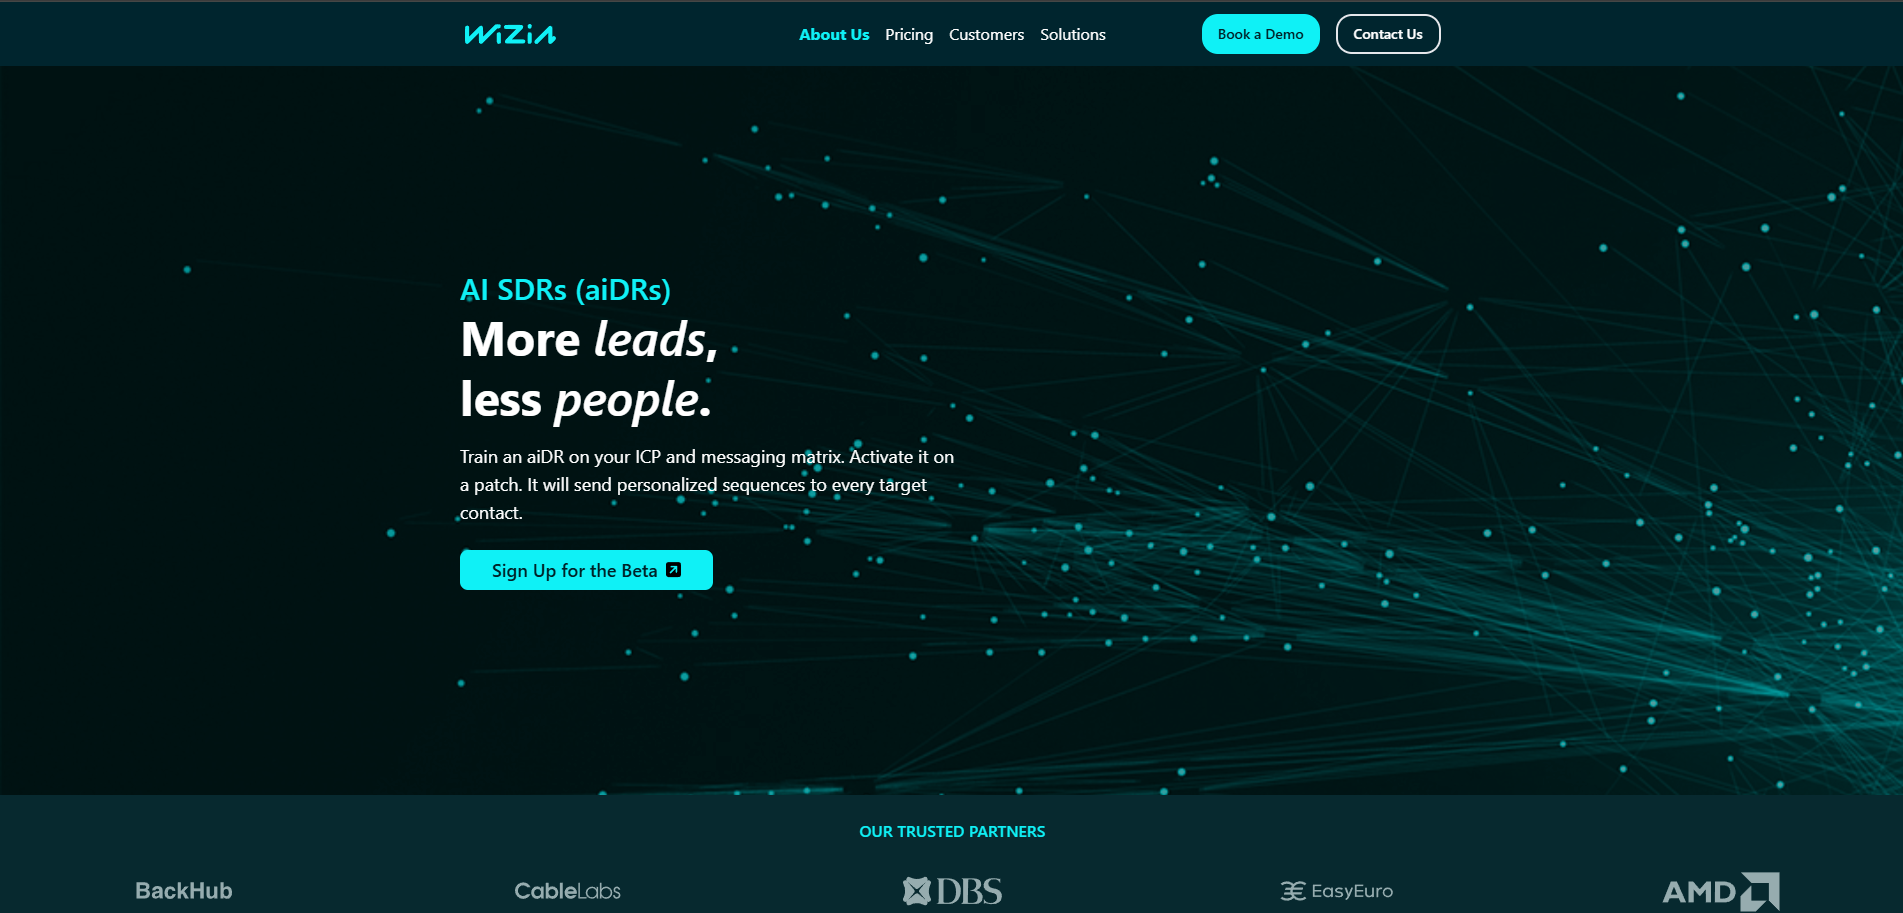 WIZIA
About Us Pricing Customers Solutions Book a Demo Contact Us
AI SDRs (aiDRs)
More leads,
less people.
Train an aiDR on your ICP and messaging matrix. Activate it on
a patch. It will send personalized sequences to every target
contact.
Sign Up for the Beta
OUR TRUSTED PARTNERS
BackHub CableLabs DBS EasyEuro AMD